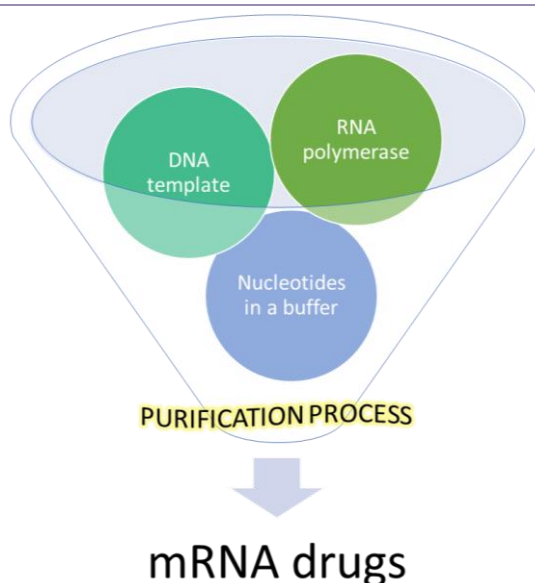 DNA
template
RNA
polymerase
Nucleotides
in a buffer
PURIFICATION PROCESS
mRNA drugs